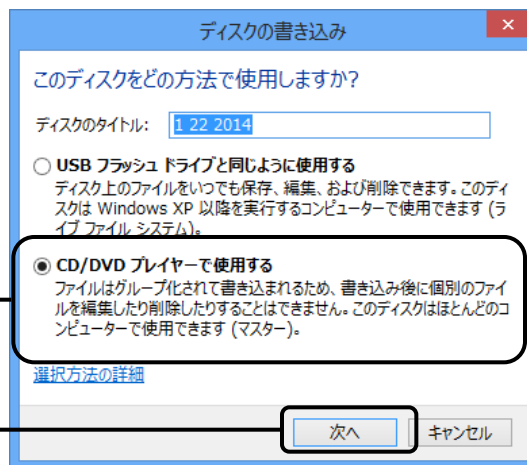 ディスクの書き込み
このディスクをどの方法で使用しますか?
ディスクのタイトル: 1 22 2014
USB フラッシュ ドライブと同じように使用する
ディスク上のファイルをいつでも保存、編集、および削除できます。このディ
スクは Windows XP 以降を実行するコンピューターで使用できます (ラ
イブ ファイル システム)。
CD/DVD プレイヤーで使用する
ファイルはグループ化されて書き込まれるため、書き込み後に個別のファイ
ルを編集したり削除したりすることはできません。このディスクはほとんどのコ
ンピューターで使用できます (マスター)。
選択方法の詳細
次へ キャンセル